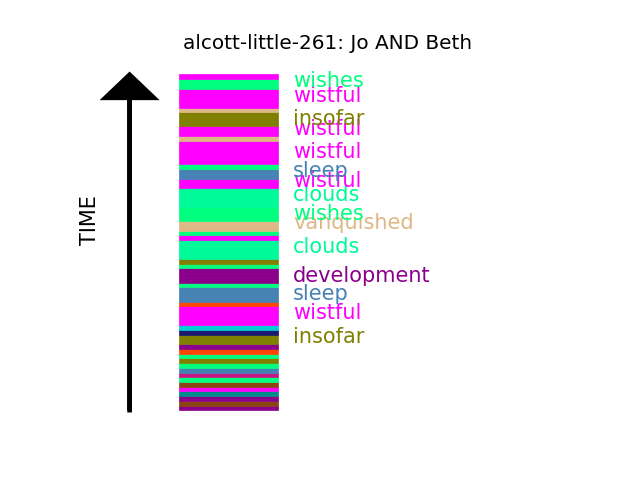 alcott-little-261: Jo AND Beth
TIME
wishes
wistful
insofar
wistful
wistful
sleep
wistful
clouds
wishes
vanquished
clouds
development
sleep
wistful
insofar